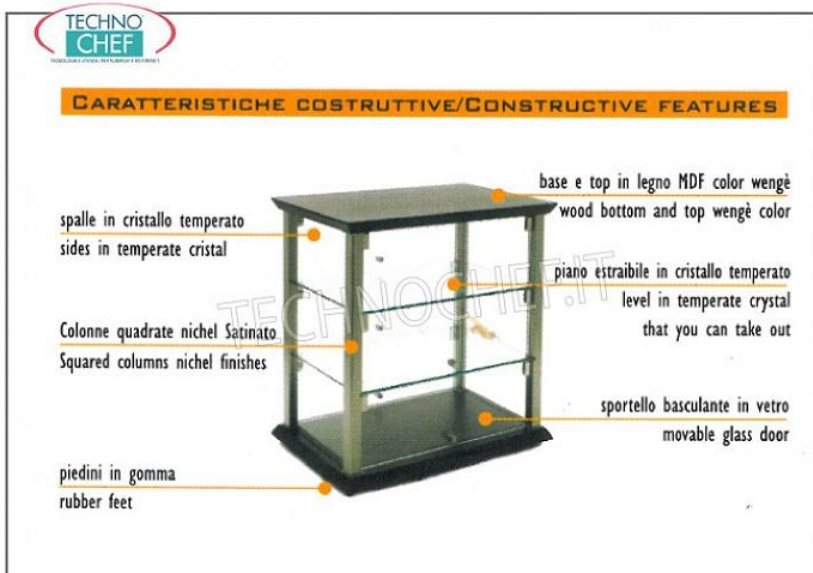 TECHNO
CHEF
CARATTERISTICHE COSTRUTTIVE/CONSTRUCTIVE FEATURES
base e top in legno MDF color wengè
wood bottom and top wengè color
spalle in cristallo temperato
sides in temperate cristal
piano estraibile in cristallo temperato
level in temperate crystal
that you can take out
TECHNOCHEF.IT
Colonne quadrate nichel Satinato
Squared columns nichel finishes
sportello basculante in vetro
movable glass door
piedini in gomma
rubber feet